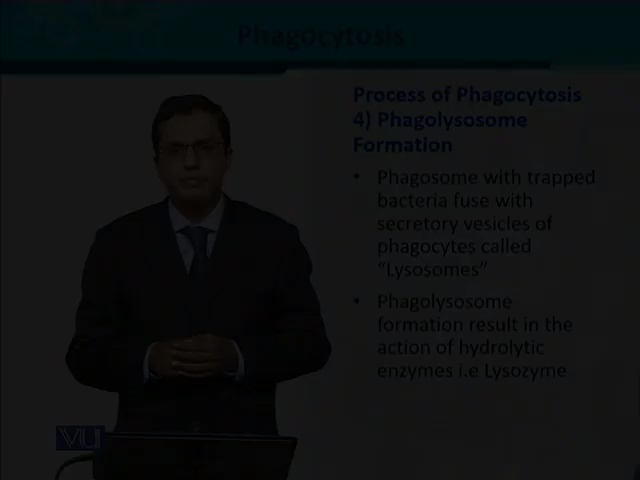 Phagocytosis
Process of Phagocytosis
4) Phagolysosome
Formation
• Phagosome with trapped
bacteria fuse with
secretory vesicles of
phagocytes called
“Lysosomes”
• Phagolysosome
formation result in the
action of hydrolytic
enzymes i.e Lysozyme
VU